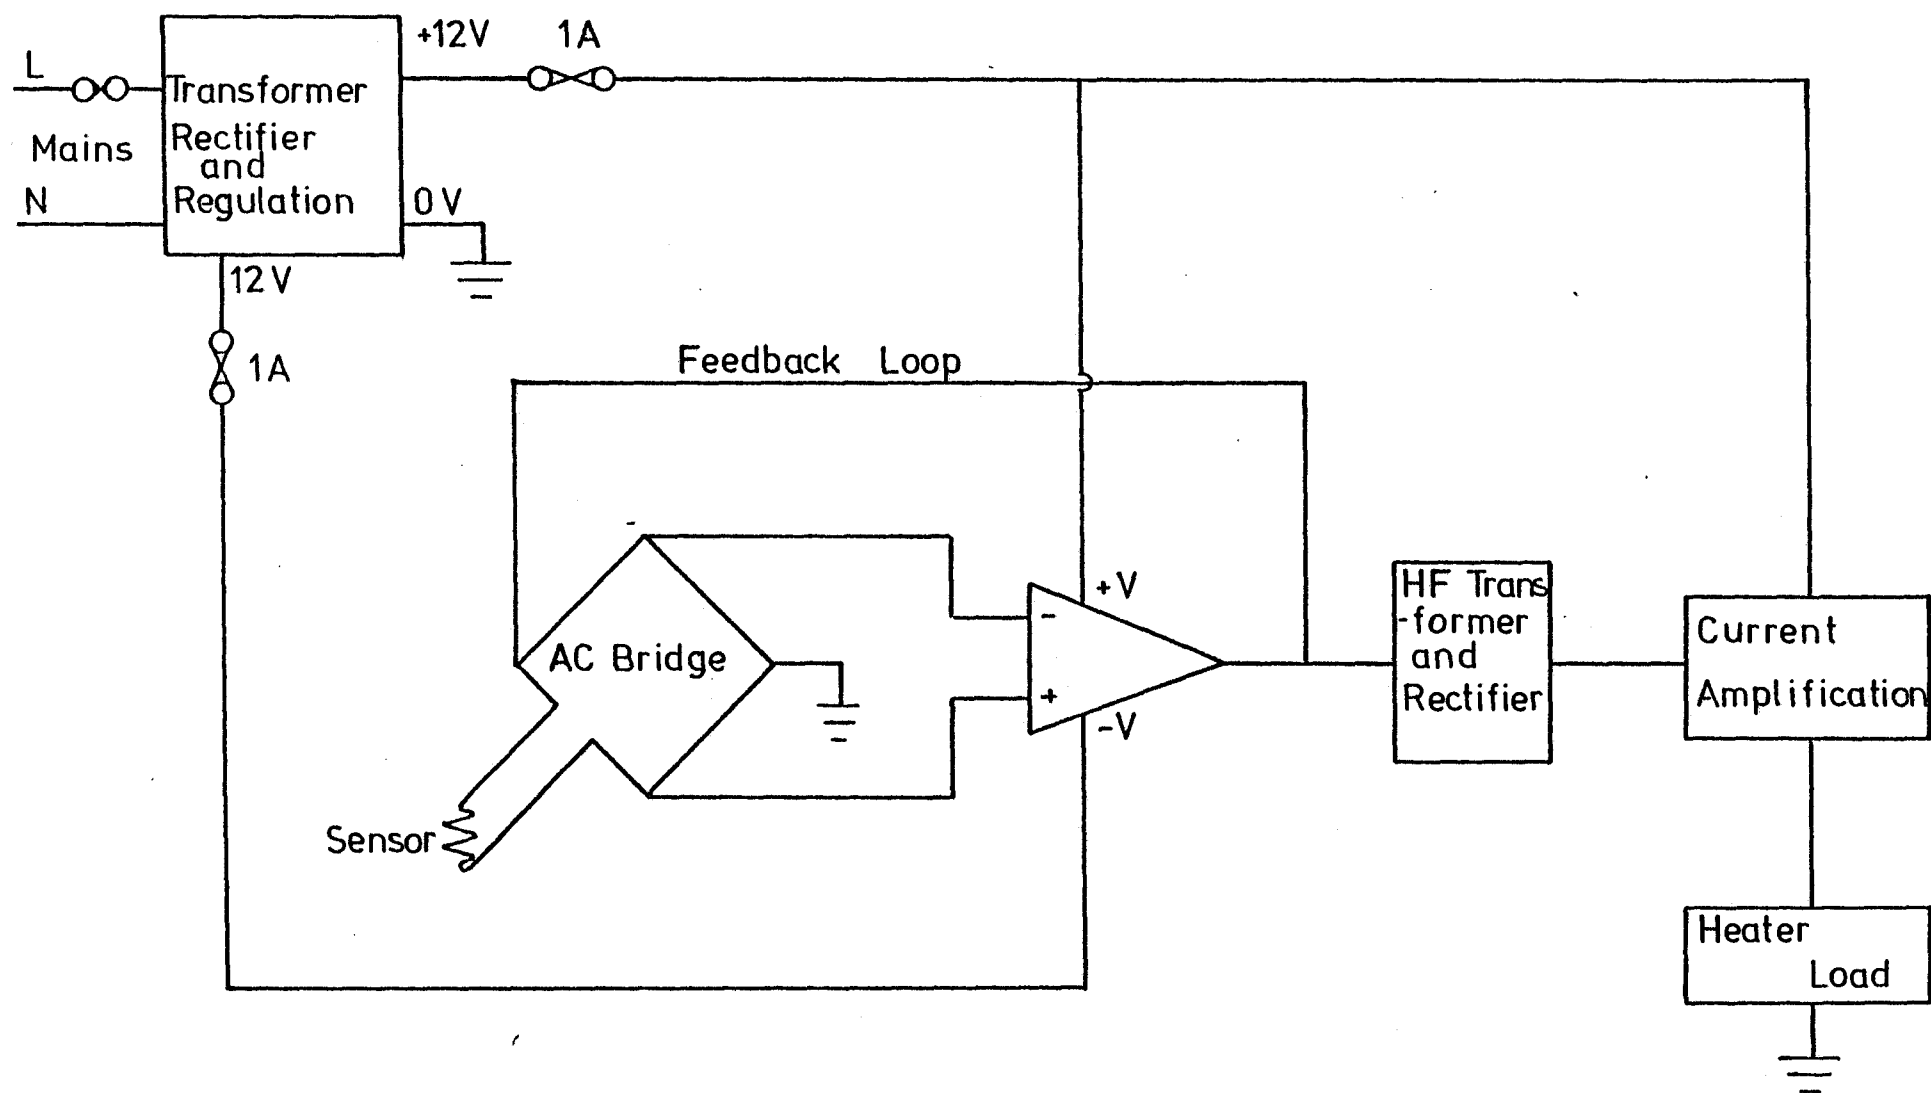 +12V
1A
L
Transformer
Rectifier
and
Regulation
Mains
N
0V
12V
1A
Feedback Loop
+V
-
AC Bridge
+
-V
HF Trans
-former
and
Rectifier
Current
Amplification
Sensor
Heater
Load